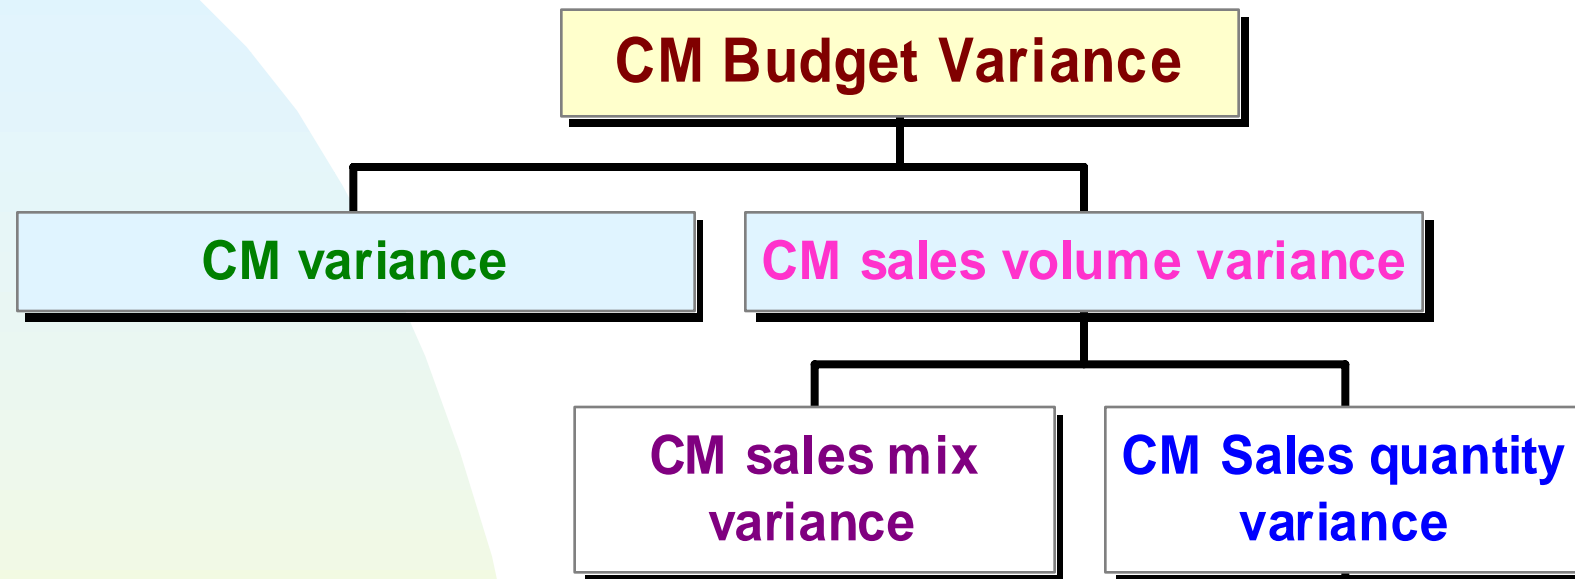 CM Budget Variance
CM variance
CM sales volume variance
CM sales mix
variance
CM Sales quantity
variance